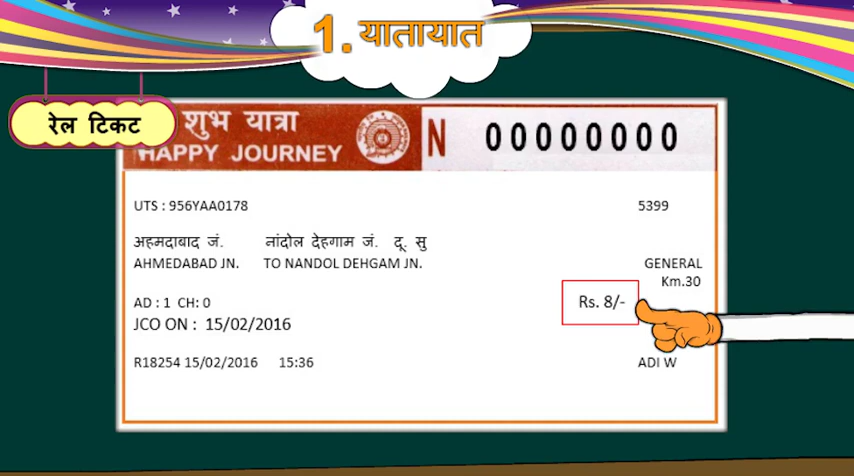 1. यातायात
रेल टिकट
शुभ यात्रा
HAPPY JOURNEY
N 00000000
UTS : 956YAA0178 5399
अहमदाबाद जं. नांदोल देहगाम जं. दू. सु
AHMEDABAD JN. TO NANDOL DEHGAM JN. GENERAL
Km.30
AD : 1 CH: 0 Rs. 8/-
JCO ON : 15/02/2016
R18254 15/02/2016 15:36 ADI W